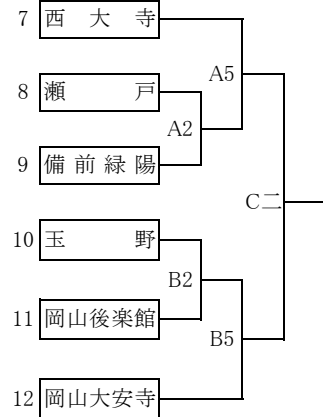 7 西大寺
A5
8 瀬戸
A2
9 備前緑陽
C二
10 玉野
B2
11 岡山後楽館
B5
12 岡山大安寺